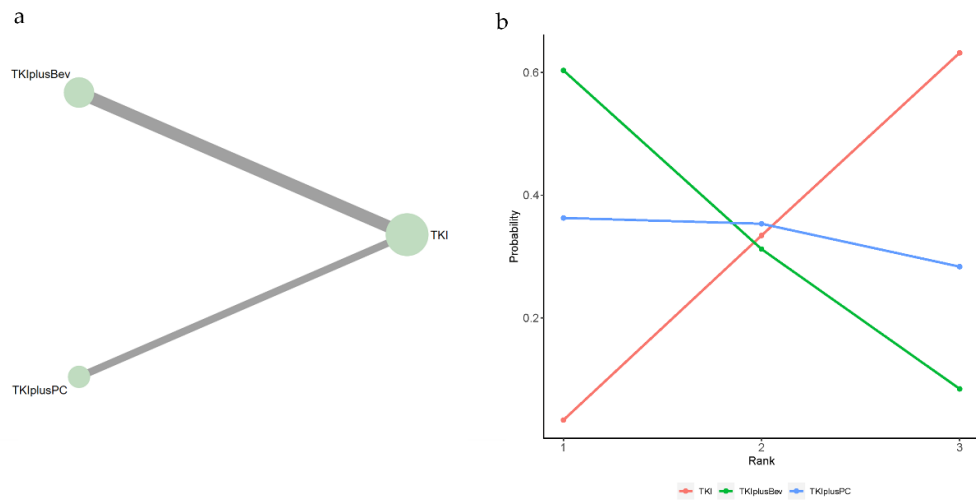 a
TKIplusBev
TKI
TKIplusPC
b
Probability
0.6
0.4
0.2
1
2
3
Rank
TKI TKIplusBev TKIplusPC